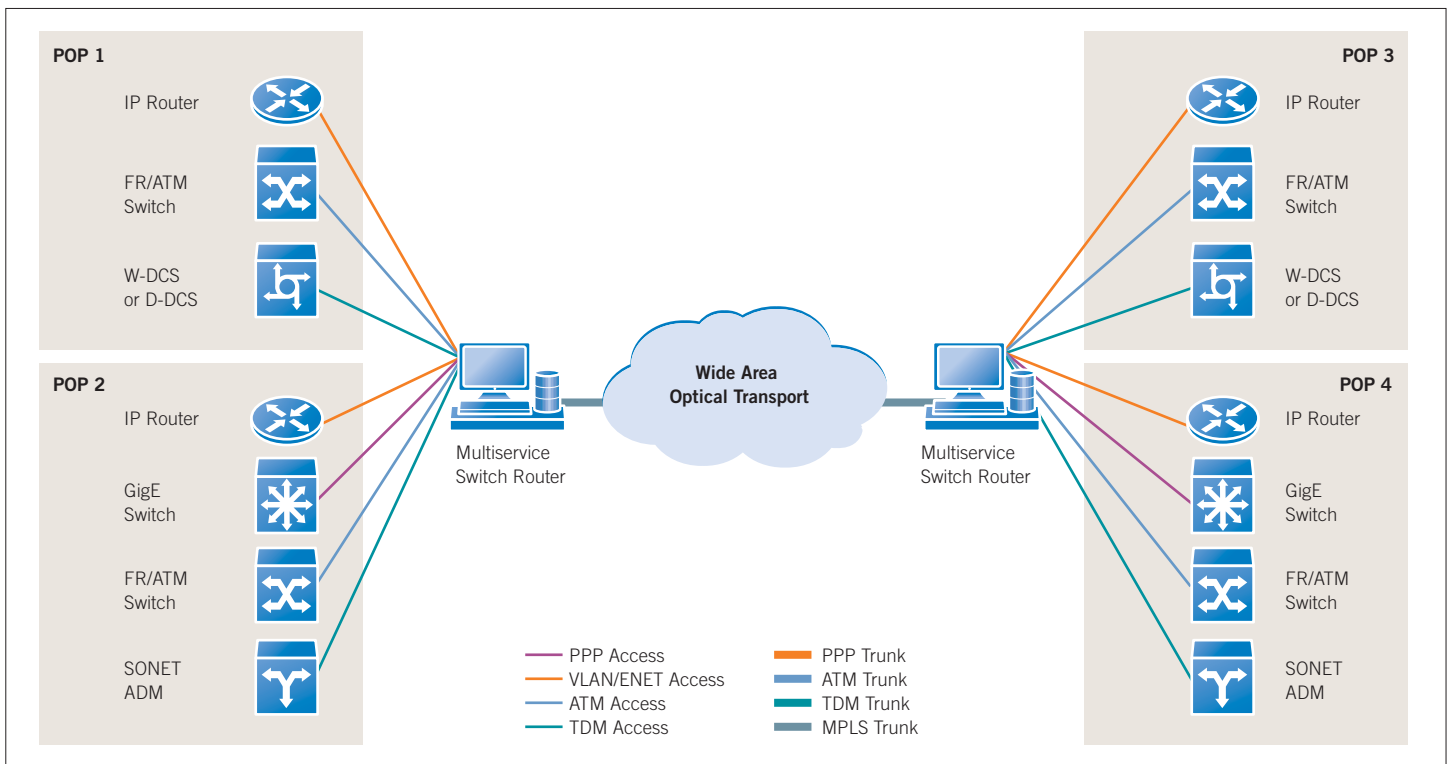 POP 1
IP Router
FR/ATM
Switch
W-DCS
or D-DCS
POP 2
IP Router
GigE
Switch
FR/ATM
Switch
SONET
ADM
Multiservice
Switch Router
Wide Area
Optical Transport
Multiservice
Switch Router
POP 3
IP Router
FR/ATM
Switch
W-DCS
or D-DCS
POP 4
IP Router
GigE
Switch
FR/ATM
Switch
SONET
ADM
PPP Access
VLAN/ENET Access
ATM Access
TDM Access
PPP Trunk
ATM Trunk
TDM Trunk
MPLS Trunk